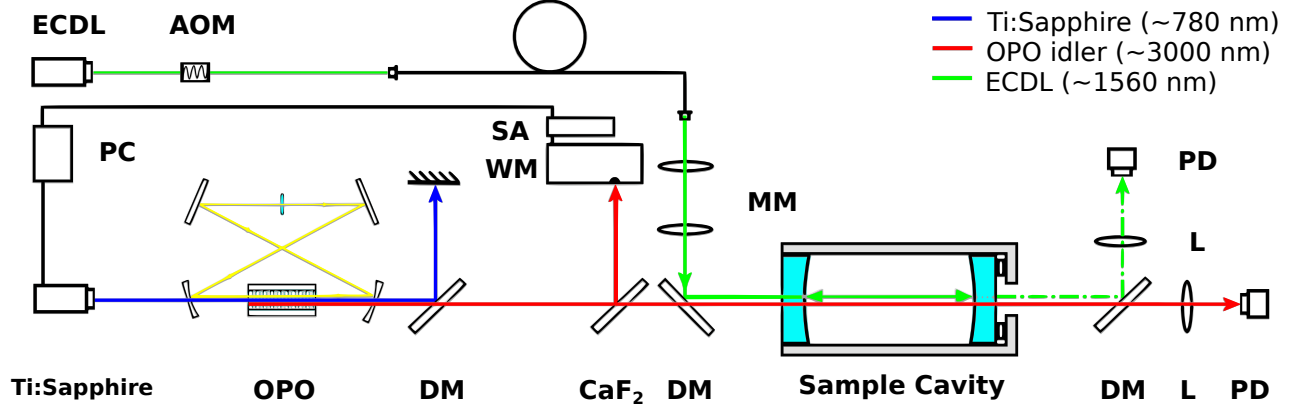 ECDL AOM
Ti:Sapphire (~780 nm)
OPO idler (~3000 nm)
ECDL (~1560 nm)
SA
PC
WM
PD
MM
L
Ti:Sapphire OPO DM CaF₂ DM Sample Cavity DM L PD